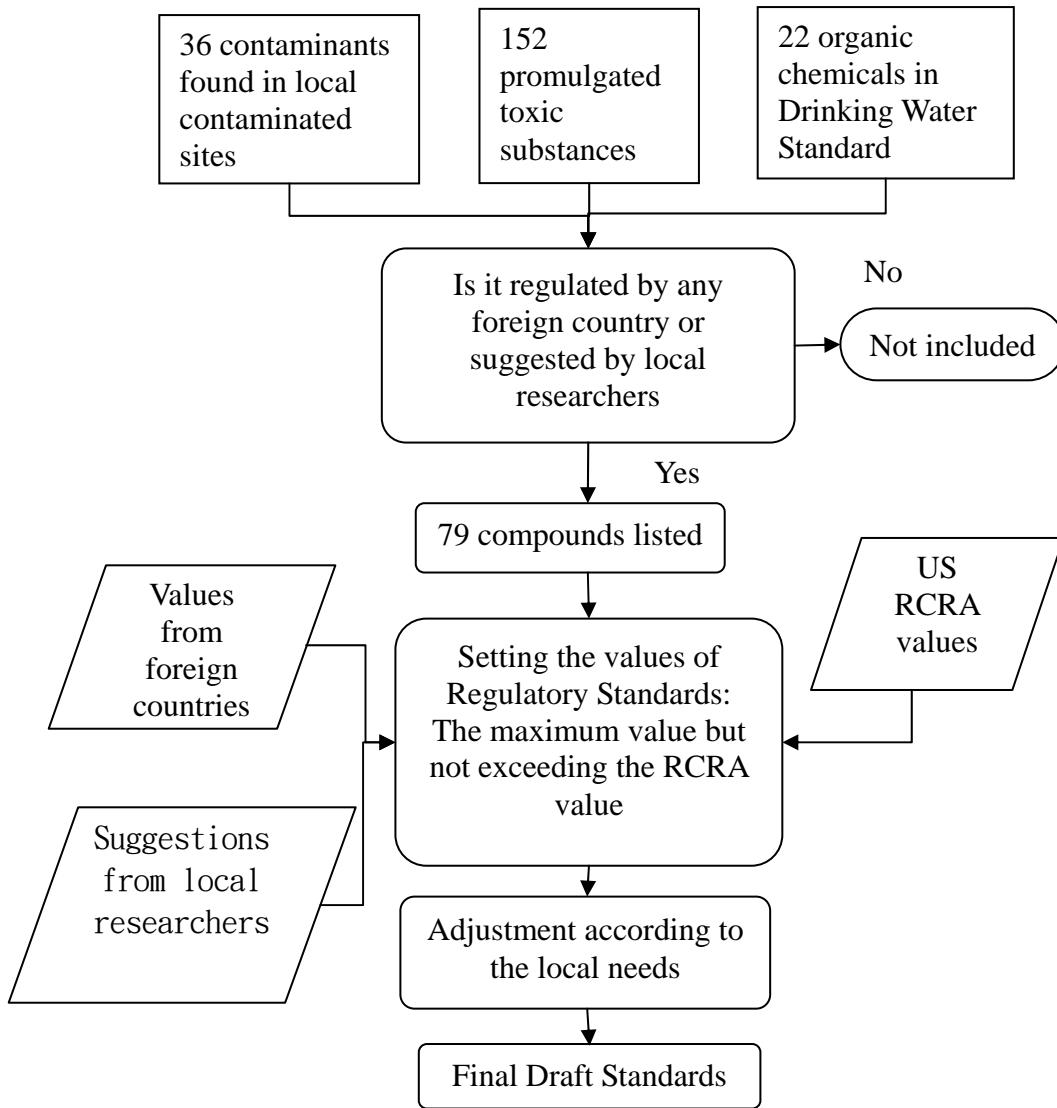 36 contaminants
found in local
contaminated
sites
152
promulgated
toxic
substances
22 organic
chemicals in
Drinking Water
Standard
Is it regulated by any
foreign country or
suggested by local
researchers
No
Not included
Yes
79 compounds listed
Values
from
foreign
countries
US
RCRA
values
Setting the values of
Regulatory Standards:
The maximum value but
not exceeding the RCRA
value
Suggestions
from local
researchers
Adjustment according to
the local needs
Final Draft Standards